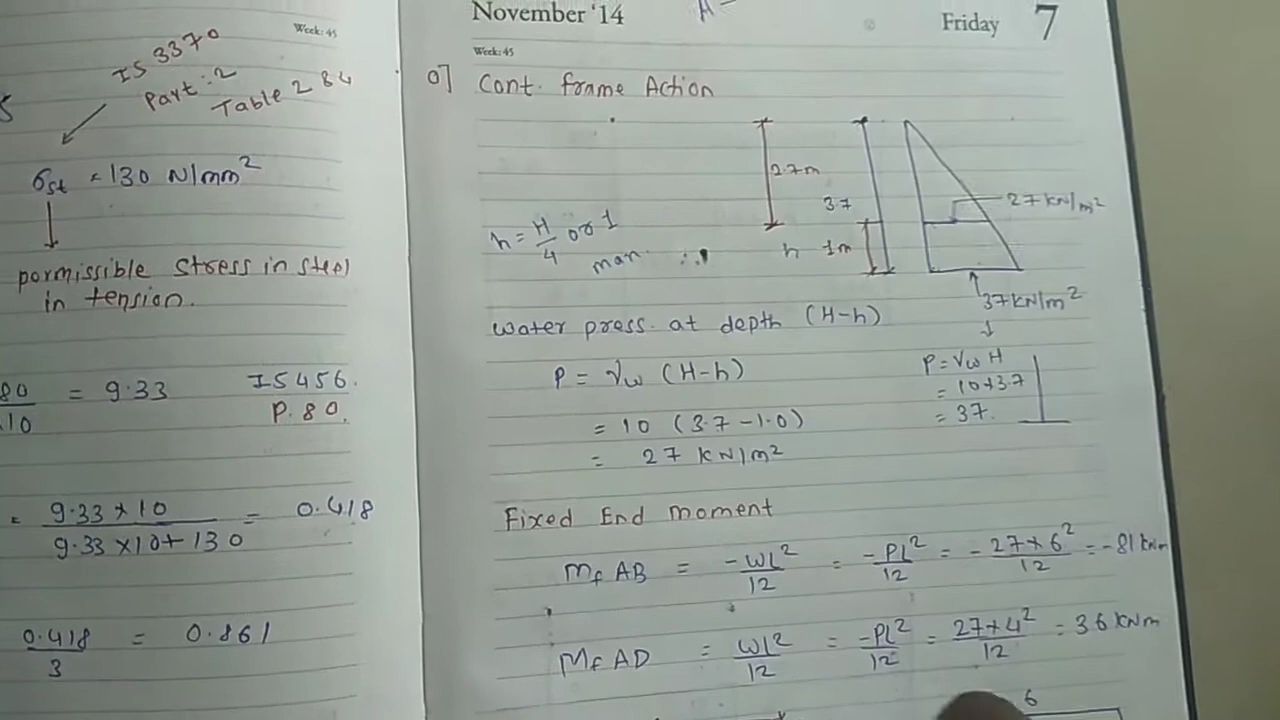 Week: 45
IS 3370
Part: 2
Table 2 84
5
σst = 130 N/mm²
permissible stress in steel
in tension.
80/10 = 9.33
IS 456.
P. 80.
= 9.33 × 10 / 9.33 × 10 + 130 = 0.418
0.418/3 = 0.861
November '14
Friday 7
Week: 45
07 Cont. frame Action
2.7m
3.7
27 kN/m²
h = H/4 or 1
max. ∴
h 1m
37 kN/m²
water press. at depth (H-h)
P = γw (H-h)
= 10 (3.7 - 1.0)
= 27 kN/m²
P = γw H
= 10 × 3.7
= 37.
Fixed End moment
Mf AB = -WL²/12 = -PL²/12 = -27 × 6²/12 = -81 kNm
Mf AD = WL²/12 = -PL²/12 = 27 × 4²/12 = 36 kNm
6